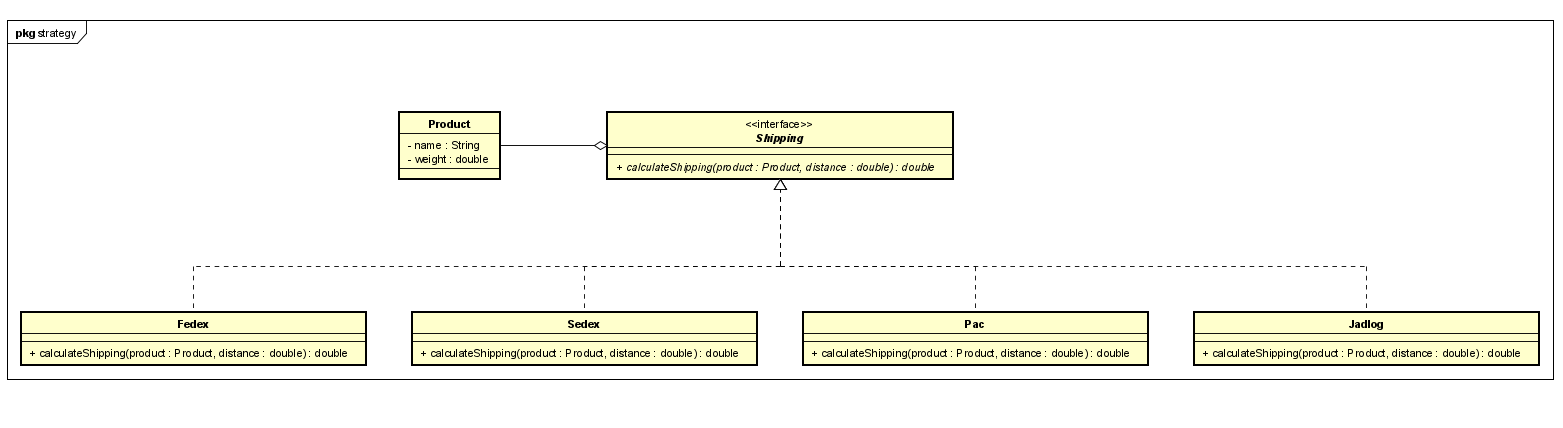 pkg strategy
Product
- name : String
- weight : double
<<interface>>
Shipping
+ calculateShipping(product : Product, distance : double) : double
Fedex
+ calculateShipping(product : Product, distance : double) : double
Sedex
+ calculateShipping(product : Product, distance : double) : double
Pac
+ calculateShipping(product : Product, distance : double) : double
Jadlog
+ calculateShipping(product : Product, distance : double) : double